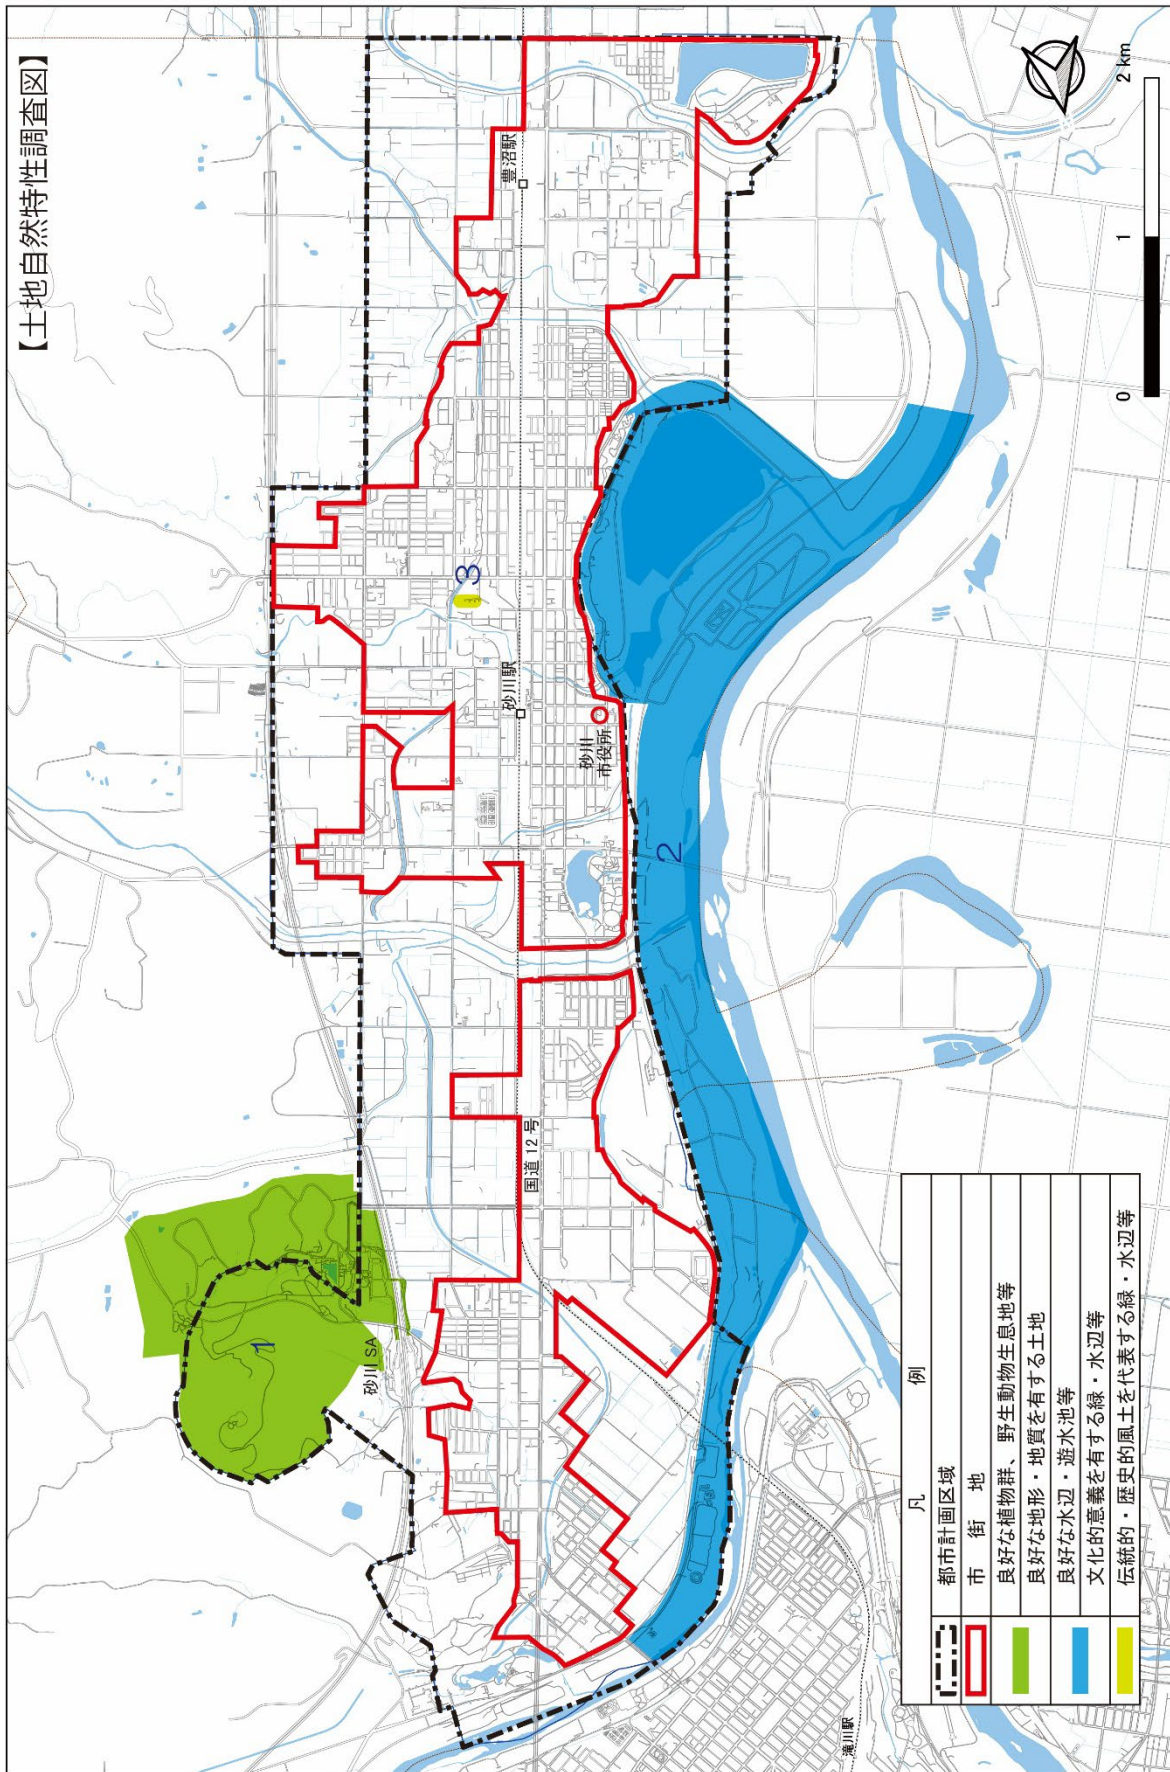 【土地自然特性調査図】
豊沼駅
砂川駅
砂川
市役所
国道 12 号
砂川 SA
滝川駅
1
2
3
0
1
2 km
凡 例
都市計画区域
市 街 地
良好な植物群、野生動物生息地等
良好な地形・地質を有する土地
良好な水辺・遊水池等
文化的意義を有する緑・水辺等
伝統的・歴史的風土を代表する緑・水辺等